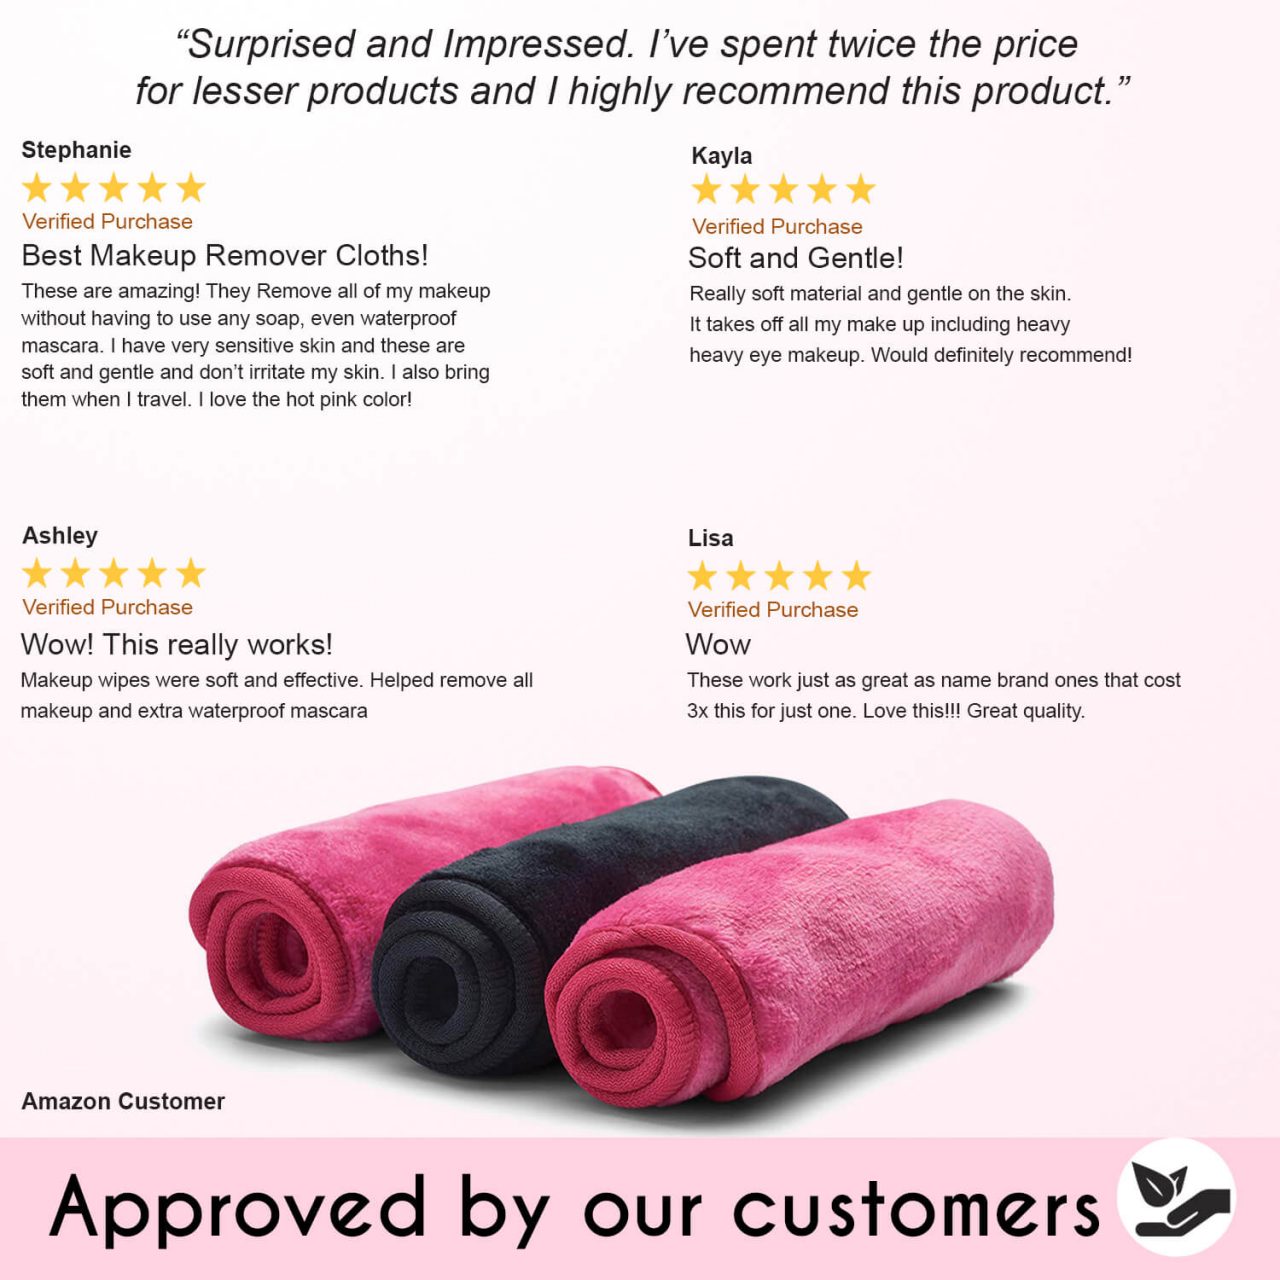 “Surprised and Impressed. I’ve spent twice the price
for lesser products and I highly recommend this product.”
Stephanie
Verified Purchase
Best Makeup Remover Cloths!
These are amazing! They Remove all of my makeup
without having to use any soap, even waterproof
mascara. I have very sensitive skin and these are
soft and gentle and don’t irritate my skin. I also bring
them when I travel. I love the hot pink color!
Kayla
Verified Purchase
Soft and Gentle!
Really soft material and gentle on the skin.
It takes off all my make up including heavy
heavy eye makeup. Would definitely recommend!
Ashley
Verified Purchase
Wow! This really works!
Makeup wipes were soft and effective. Helped remove all
makeup and extra waterproof mascara
Lisa
Verified Purchase
Wow
These work just as great as name brand ones that cost
3x this for just one. Love this!!! Great quality.
Amazon Customer
Approved by our customers